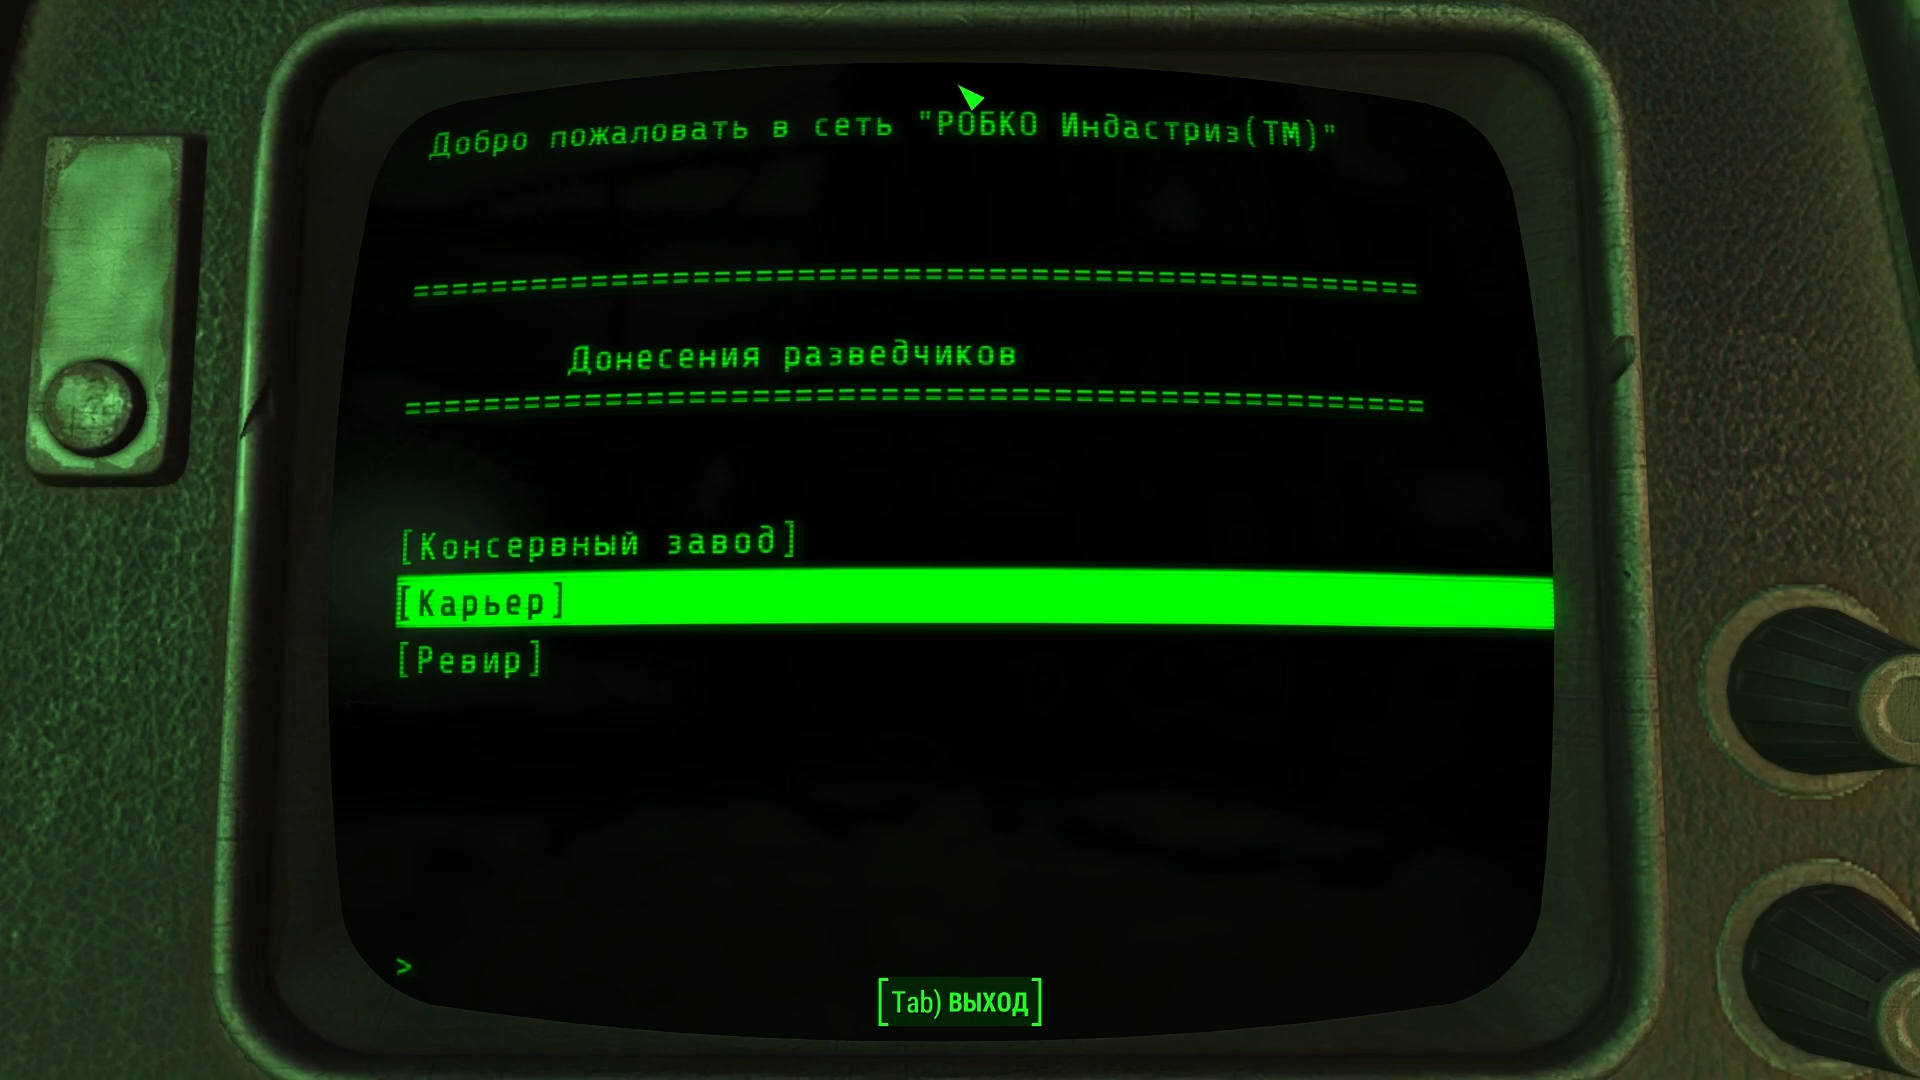 Добро пожаловать в сеть "РОБКО Индастриз(ТМ)"
==================================================
Донесения разведчиков
==================================================
[Консервный завод]
[Карьер]
[Ревир]
>
[Tab) ВЫХОД]